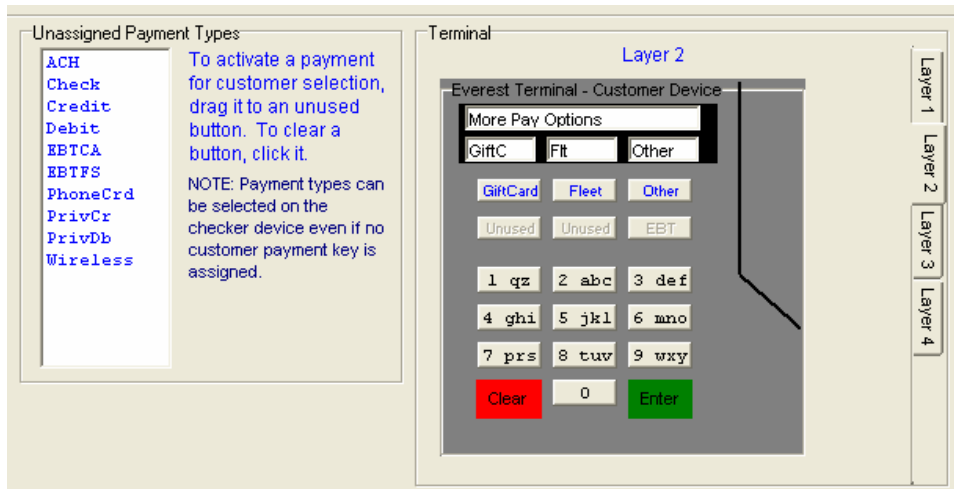 Unassigned Payment Types
ACH
Check
Credit
Debit
EBTCA
EBTFS
PhoneCrd
PrivCr
PrivDb
Wireless
To activate a payment
for customer selection,
drag it to an unused
button. To clear a
button, click it.
NOTE: Payment types can
be selected on the
checker device even if no
customer payment key is
assigned.
Terminal
Layer 2
Everest Terminal - Customer Device
More Pay Options
GiftC Flt Other
GiftCard Fleet Other
Unused Unused EBT
1 qz 2 abc 3 def
4 ghi 5 jkl 6 mno
7 prs 8 tuv 9 wxy
Clear 0 Enter
Layer 1
Layer 2
Layer 3
Layer 4